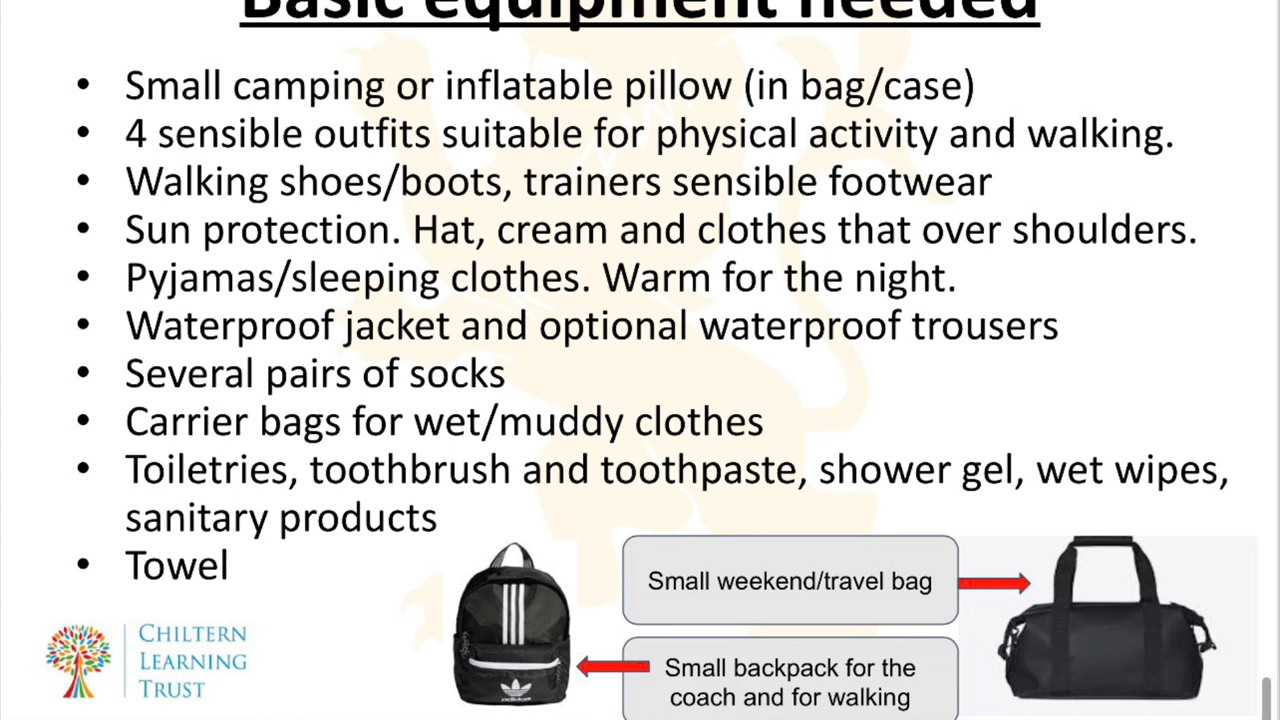 Basic equipment needed
• Small camping or inflatable pillow (in bag/case)
• 4 sensible outfits suitable for physical activity and walking.
• Walking shoes/boots, trainers sensible footwear
• Sun protection. Hat, cream and clothes that over shoulders.
• Pyjamas/sleeping clothes. Warm for the night.
• Waterproof jacket and optional waterproof trousers
• Several pairs of socks
• Carrier bags for wet/muddy clothes
• Toiletries, toothbrush and toothpaste, shower gel, wet wipes,
sanitary products
• Towel
Small weekend/travel bag
Small backpack for the
coach and for walking
adidas
CHILTERN
LEARNING
TRUST